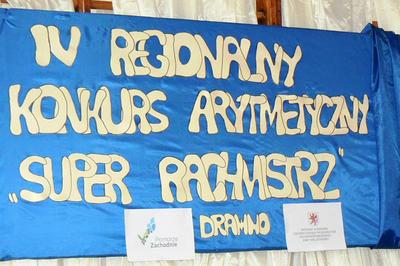 IV REGIONALNY
KONKURS ARYTMETYCZNY
„SUPER RACHMISTRZ”
DRAWNO
Pomorze
Zachodnie